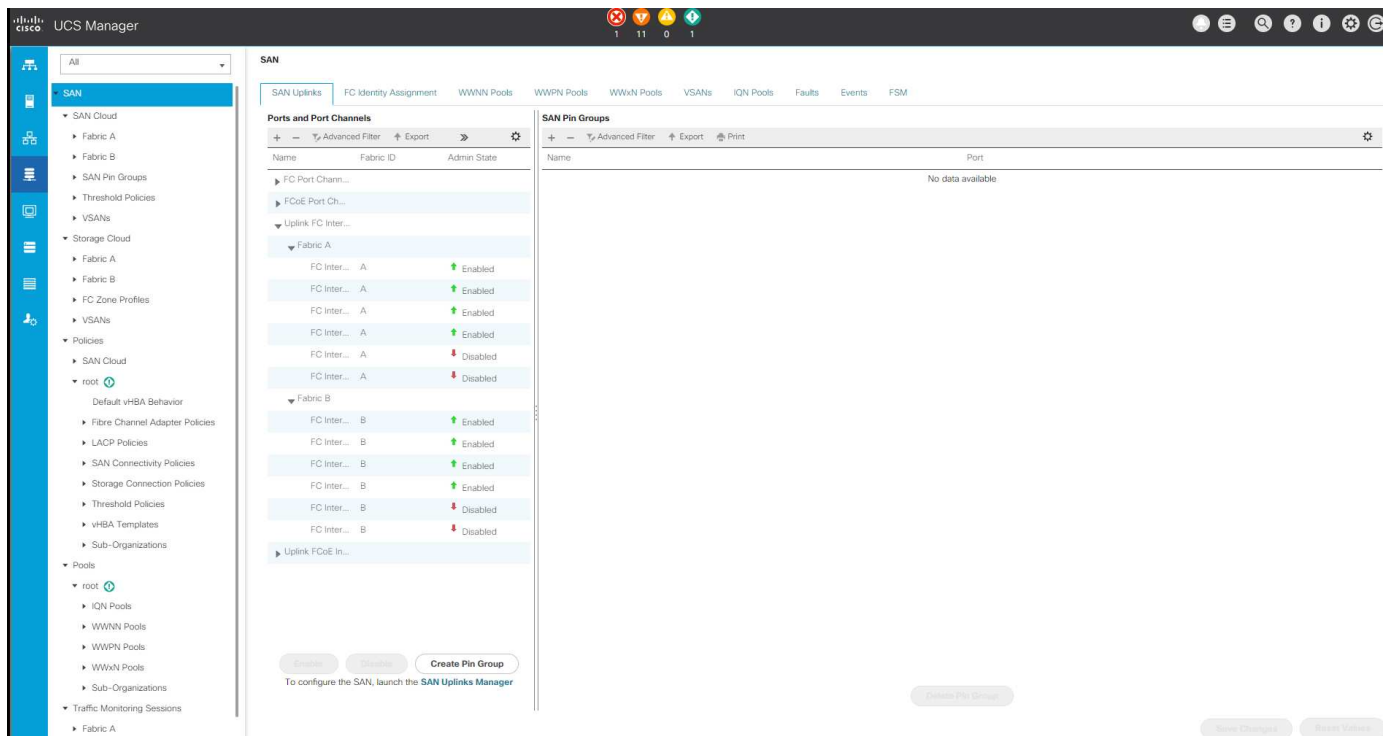 cisco UCS Manager
1 11 0 1
All
SAN
SAN Cloud
Fabric A
Fabric B
SAN Pin Groups
Threshold Policies
VSANs
Storage Cloud
Fabric A
Fabric B
FC Zone Profiles
VSANs
Policies
SAN Cloud
root
Default vHBA Behavior
Fibre Channel Adapter Policies
LACP Policies
SAN Connectivity Policies
Storage Connection Policies
Threshold Policies
vHBA Templates
Sub-Organizations
Pools
root
IQN Pools
WWNN Pools
WWPN Pools
WWxN Pools
Sub-Organizations
Traffic Monitoring Sessions
Fabric A
SAN
SAN Uplinks FC Identity Assignment WWNN Pools WWPN Pools WWxN Pools VSANs IQN Pools Faults Events FSM
Ports and Port Channels
+ − Advanced Filter Export »
Name Fabric ID Admin State
FC Port Chann...
FCoE Port Ch...
Uplink FC Inter...
Fabric A
FC Inter... A Enabled
FC Inter... A Enabled
FC Inter... A Enabled
FC Inter... A Enabled
FC Inter... A Disabled
FC Inter... A Disabled
Fabric B
FC Inter... B Enabled
FC Inter... B Enabled
FC Inter... B Enabled
FC Inter... B Enabled
FC Inter... B Disabled
FC Inter... B Disabled
Uplink FCoE In...
Enable Disable Create Pin Group
To configure the SAN, launch the SAN Uplinks Manager
SAN Pin Groups
+ − Advanced Filter Export Print
Name Port
No data available
Delete Pin Group
Save Changes Reset Values